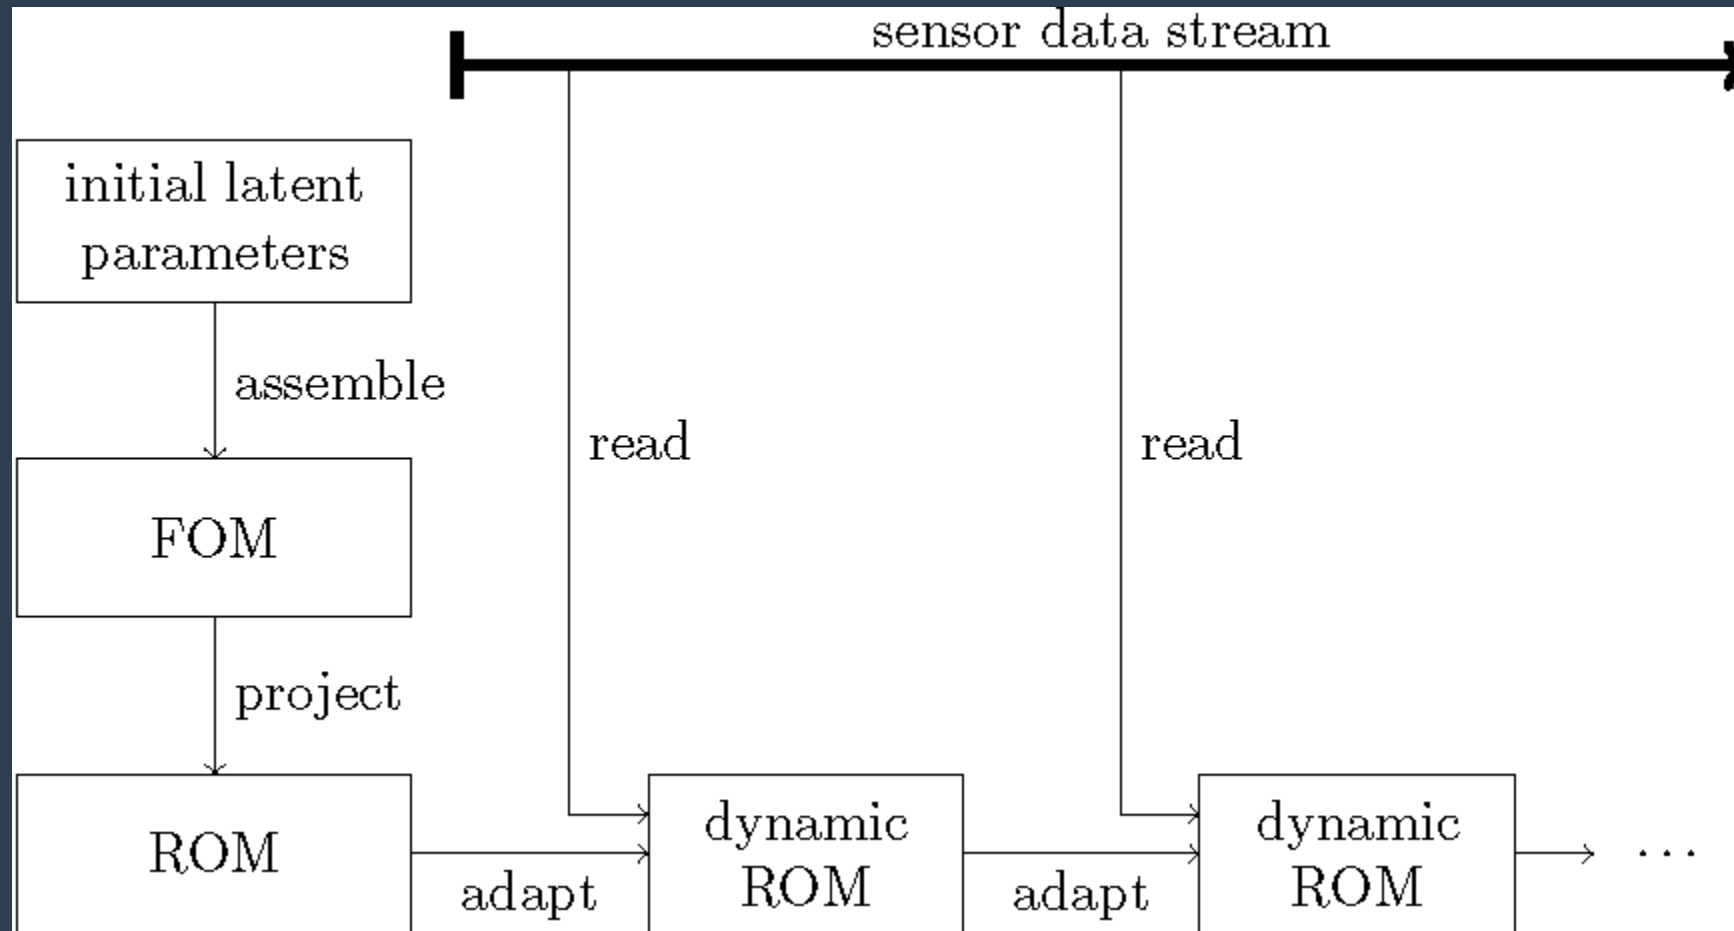 sensor data stream
initial latent
parameters
assemble
read
read
FOM
project
ROM
adapt
dynamic
ROM
adapt
dynamic
ROM
...